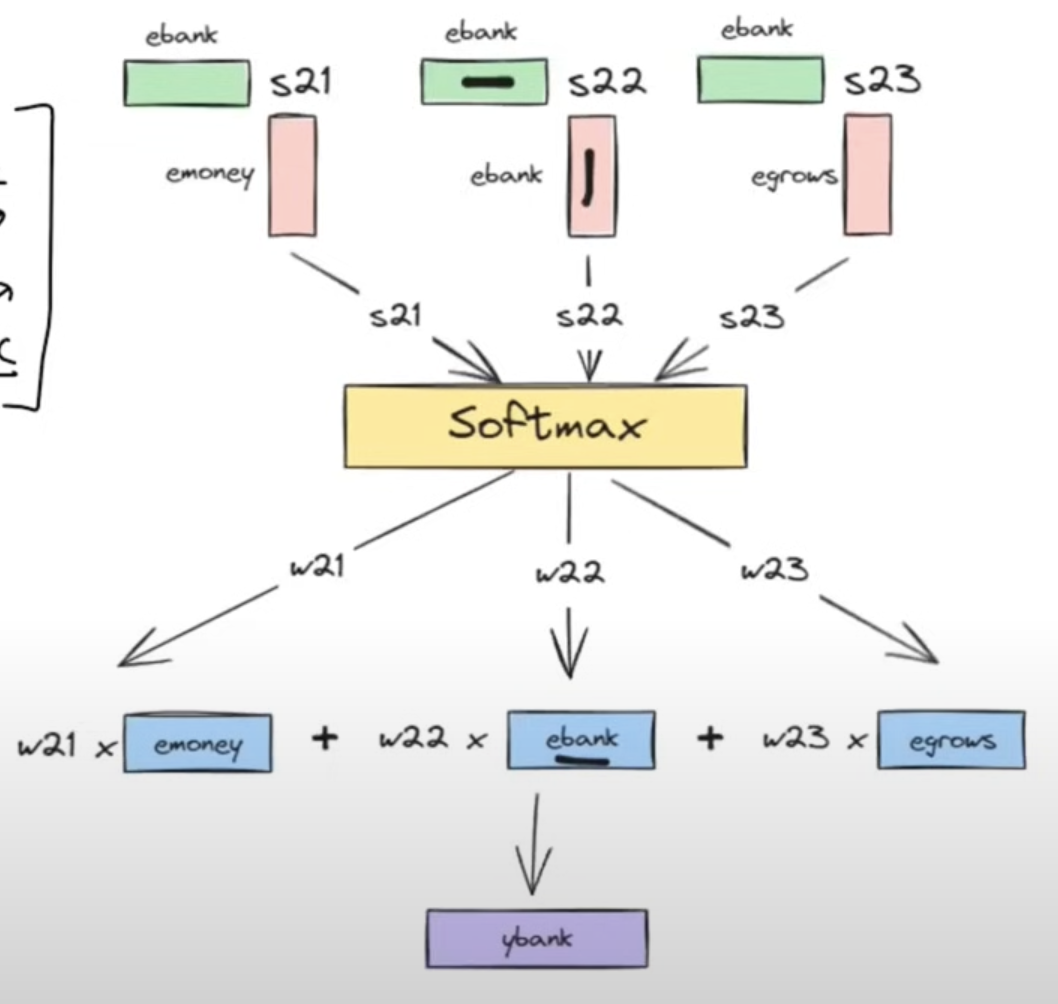 ebank ebank ebank
s21 s22 s23
emoney ebank egrows
s21 s22 s23
Softmax
w21 w22 w23
w21 x emoney + w22 x ebank + w23 x egrows
ybank